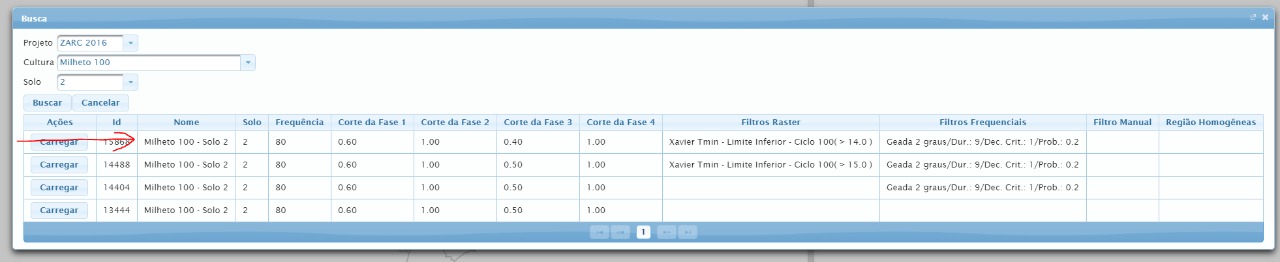 Busca
Projeto ZARC 2016
Cultura Milheto 100
Solo 2
Buscar Cancelar
Ações Id Nome Solo Frequência Corte da Fase 1 Corte da Fase 2 Corte da Fase 3 Corte da Fase 4 Filtros Raster Filtros Frequenciais Filtro Manual Região Homogêneas
Carregar 15868 Milheto 100 - Solo 2 2 80 0.60 1.00 0.40 1.00 Xavier Tmin - Limite Inferior - Ciclo 100( > 14.0 ) Geada 2 graus/Dur.: 9/Dec. Crit.: 1/Prob.: 0.2
Carregar 14488 Milheto 100 - Solo 2 2 80 0.60 1.00 0.50 1.00 Xavier Tmin - Limite Inferior - Ciclo 100( > 15.0 ) Geada 2 graus/Dur.: 9/Dec. Crit.: 1/Prob.: 0.2
Carregar 14404 Milheto 100 - Solo 2 2 80 0.60 1.00 0.50 1.00 Geada 2 graus/Dur.: 9/Dec. Crit.: 1/Prob.: 0.2
Carregar 13444 Milheto 100 - Solo 2 2 80 0.60 1.00 0.50 1.00
1